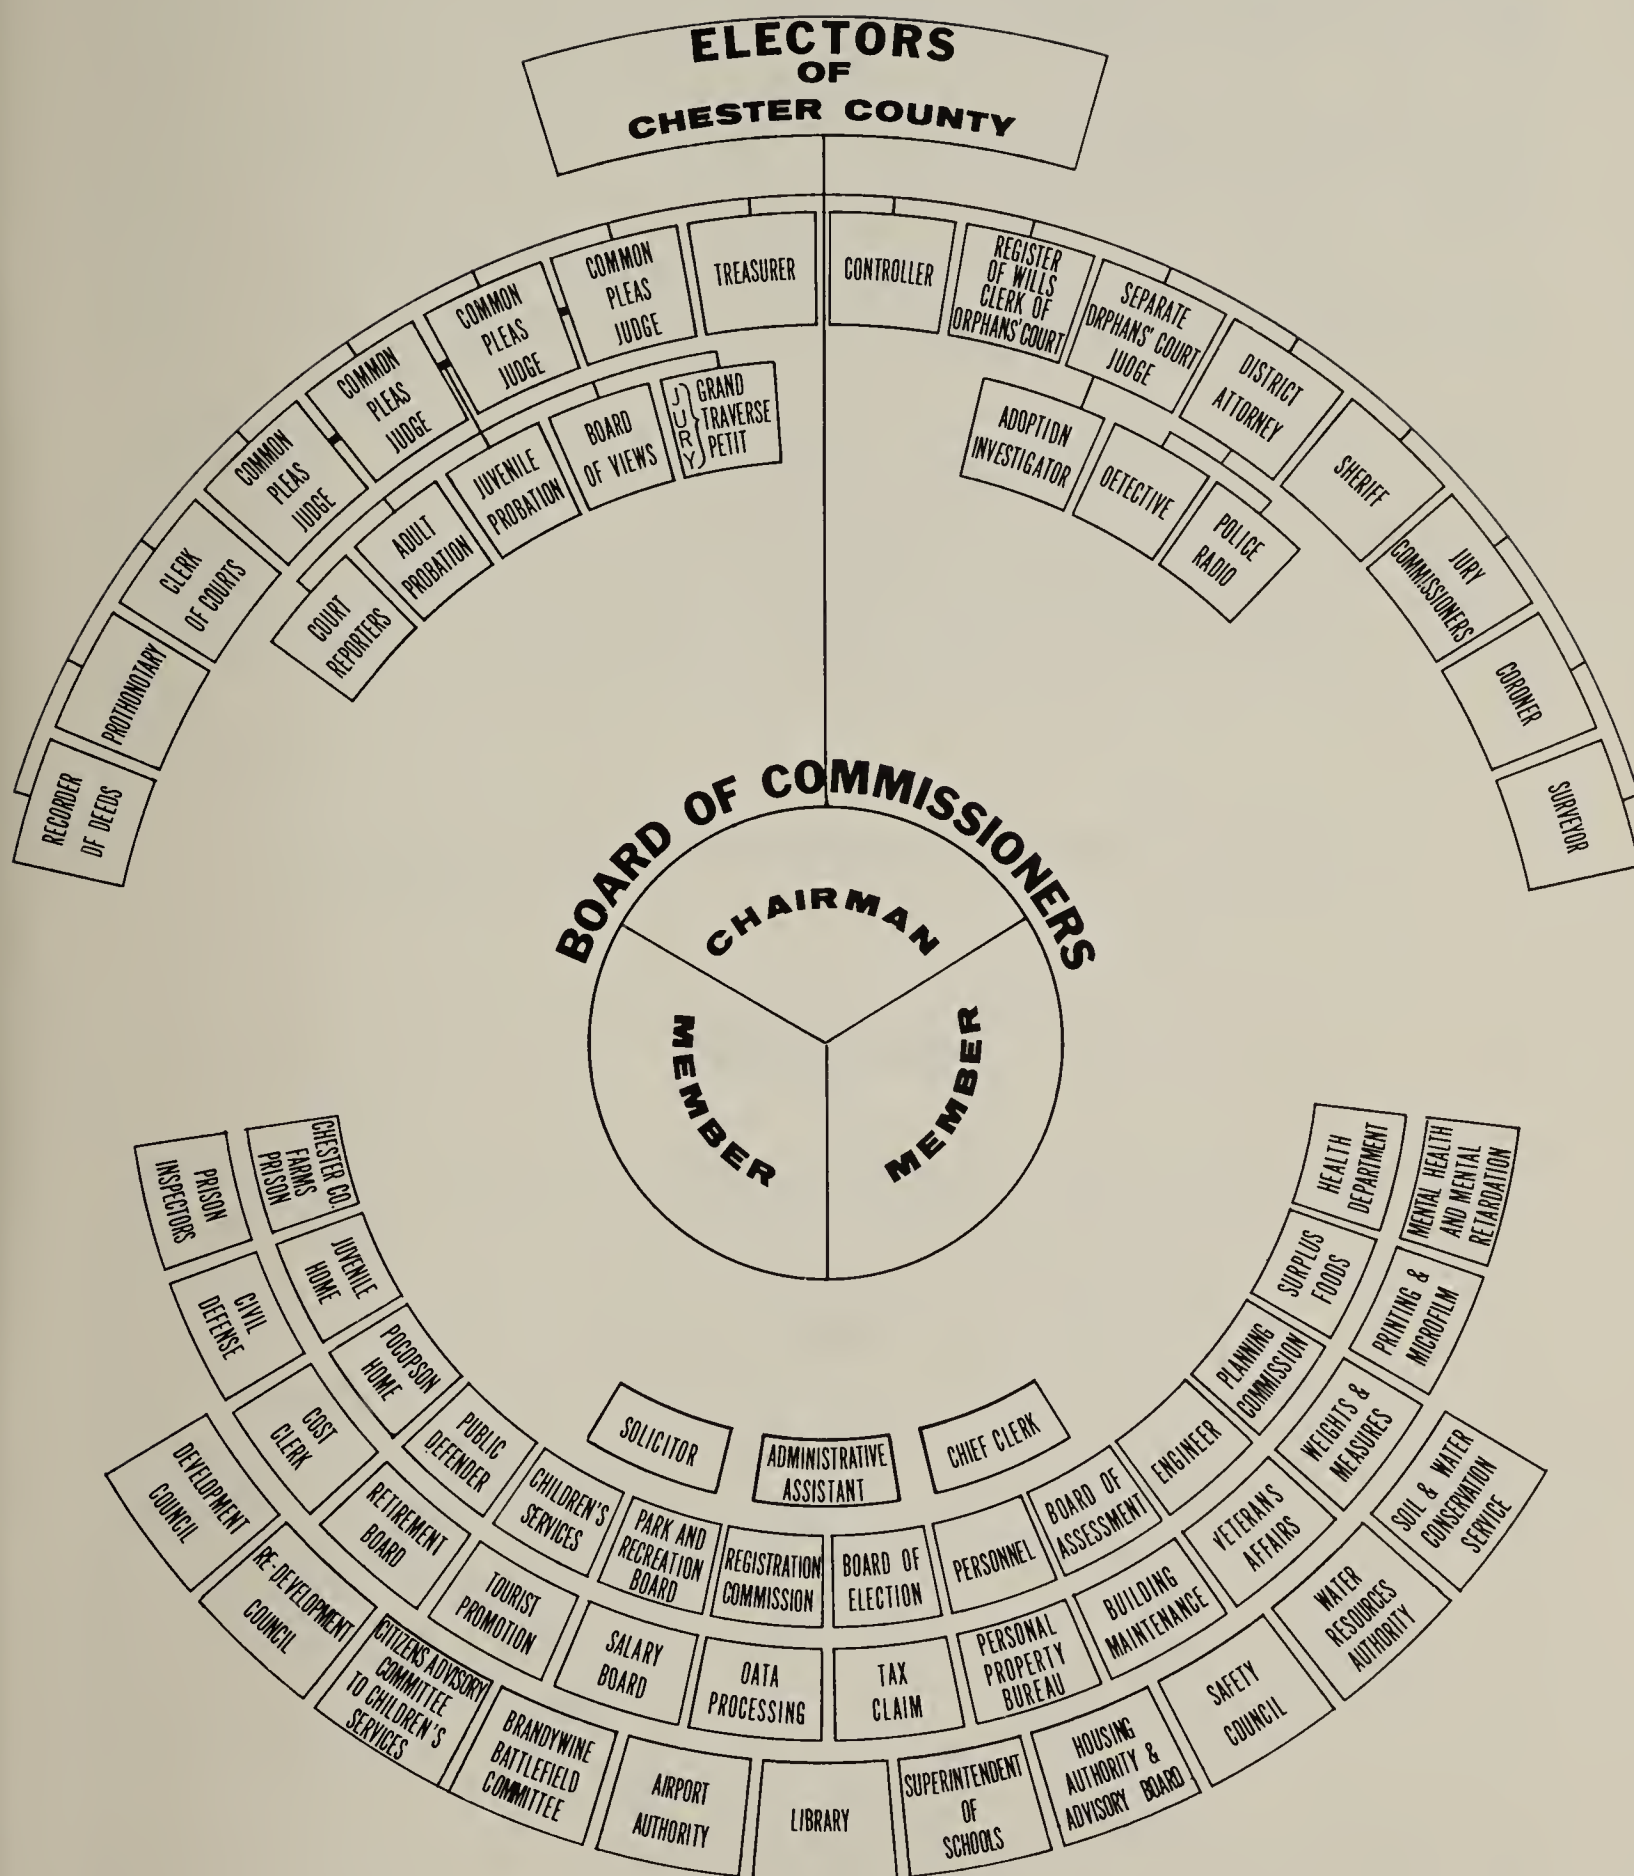 ELECTORS
OF
CHESTER COUNTY
RECORDER
OF DEEDS
PROTHONOTARY
CLERK
OF COURTS
COMMON
PLEAS
JUDGE
COMMON
PLEAS
JUDGE
COMMON
PLEAS
JUDGE
COMMON
PLEAS
JUDGE
TREASURER
CONTROLLER
REGISTER
OF WILLS
CLERK OF
ORPHANS' COURT
SEPARATE
ORPHANS' COURT
JUDGE
DISTRICT
ATTORNEY
SHERIFF
JURY
COMMISSIONERS
CORONER
SURVEYOR
COURT
REPORTERS
ADULT
PROBATION
JUVENILE
PROBATION
BOARD
OF VIEWS
JURY
GRAND
TRAVERSE
PETIT
ADOPTION
INVESTIGATOR
DETECTIVE
POLICE
RADIO
BOARD OF COMMISSIONERS
CHAIRMAN
MEMBER
MEMBER
SOLICITOR
ADMINISTRATIVE
ASSISTANT
CHIEF CLERK
CHESTER CO.
FARMS
PRISON
JUVENILE
HOME
POCOPSON
HOME
PUBLIC
DEFENDER
CHILDREN'S
SERVICES
PARK AND
RECREATION
BOARD
REGISTRATION
COMMISSION
BOARD OF
ELECTION
PERSONNEL
BOARD OF
ASSESSMENT
ENGINEER
PLANNING
COMMISSION
SURPLUS
FOODS
HEALTH
DEPARTMENT
PRISON
INSPECTORS
CIVIL
DEFENSE
COST
CLERK
RETIREMENT
BOARD
TOURIST
PROMOTION
SALARY
BOARD
DATA
PROCESSING
TAX
CLAIM
PERSONAL
PROPERTY
BUREAU
BUILDING
MAINTENANCE
VETERANS
AFFAIRS
WEIGHTS &
MEASURES
PRINTING &
MICROFILM
MENTAL HEALTH
AND MENTAL
RETARDATION
DEVELOPMENT
COUNCIL
RE-DEVELOPMENT
COUNCIL
CITIZENS ADVISORY
COMMITTEE
TO CHILDREN'S
SERVICES
BRANDYWINE
BATTLEFIELD
COMMITTEE
AIRPORT
AUTHORITY
LIBRARY
SUPERINTENDENT
OF
SCHOOLS
HOUSING
AUTHORITY &
ADVISORY BOARD
SAFETY
COUNCIL
WATER
RESOURCES
AUTHORITY
SOIL & WATER
CONSERVATION
SERVICE